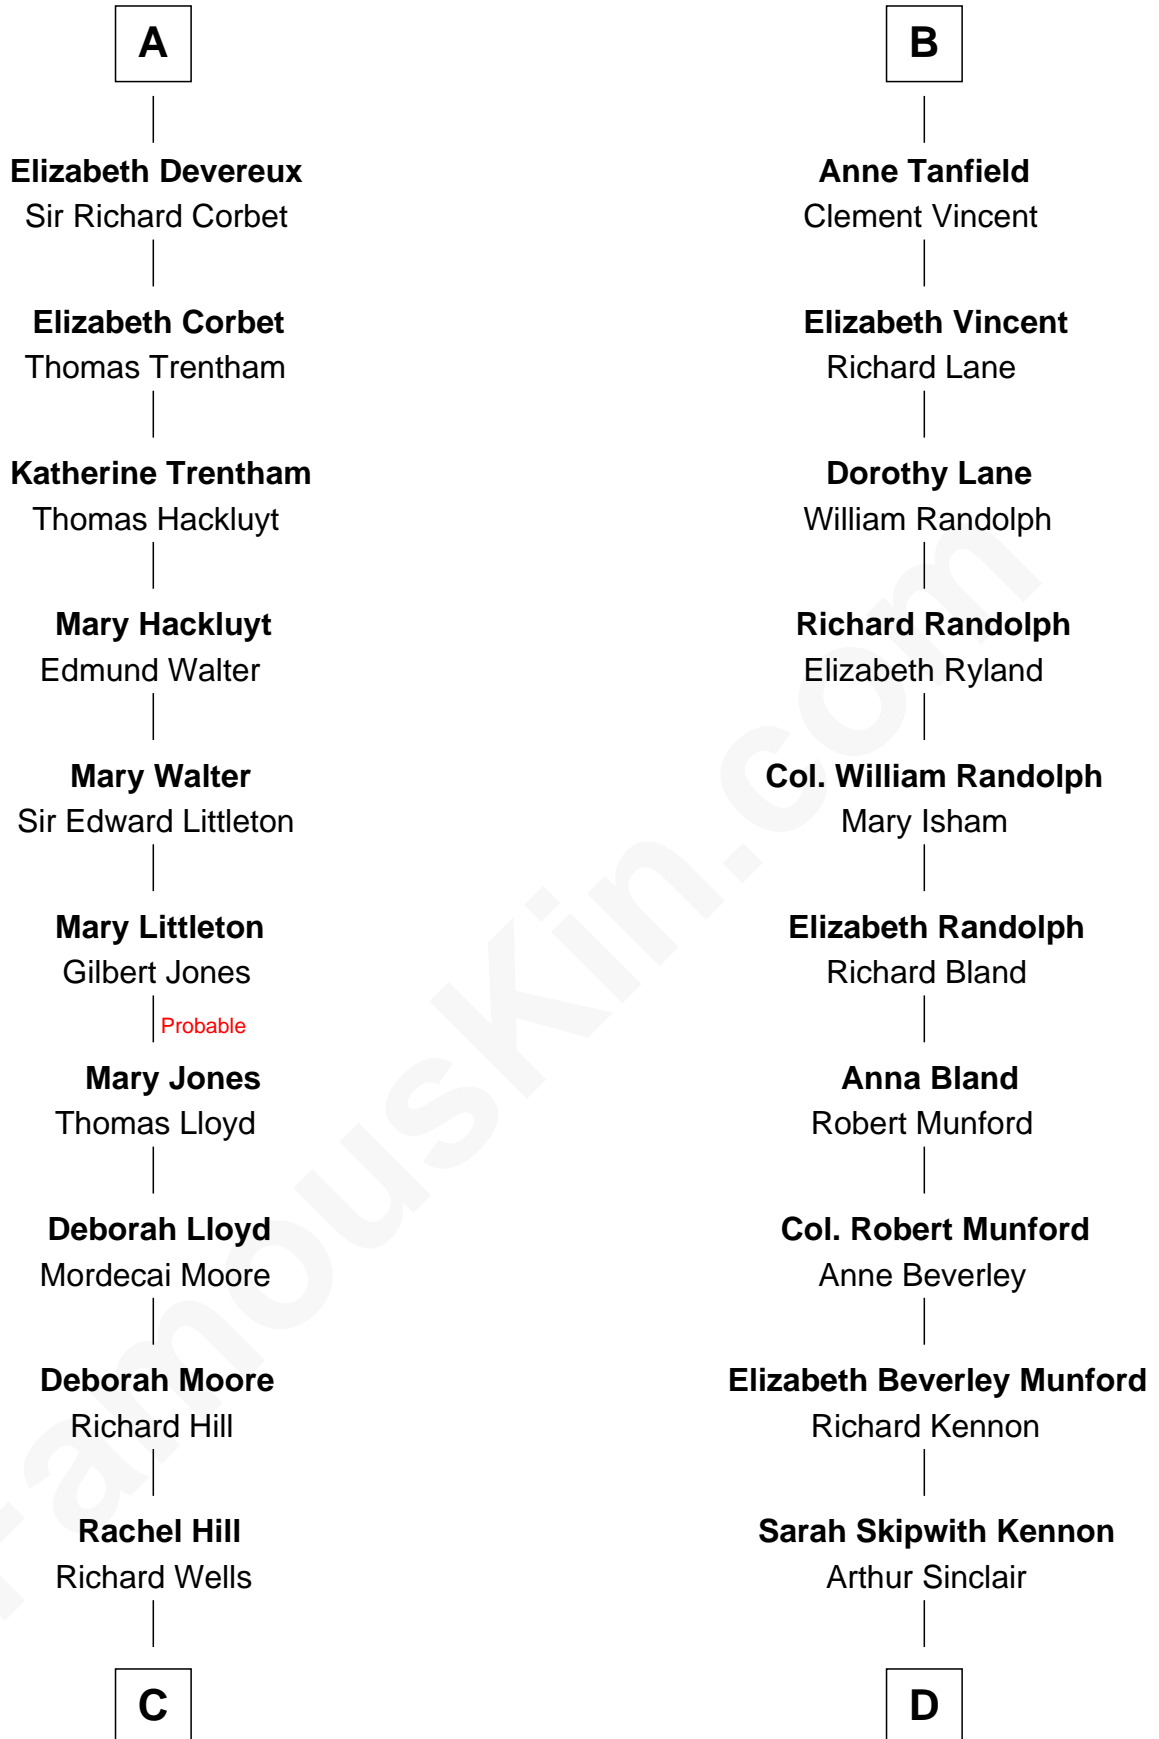 A
Elizabeth Devereux
Sir Richard Corbet
Elizabeth Corbet
Thomas Trentham
Katherine Trentham
Thomas Hackluyt
Mary Hackluyt
Edmund Walter
Mary Walter
Sir Edward Littleton
Mary Littleton
Gilbert Jones
Probable
Mary Jones
Thomas Lloyd
Deborah Lloyd
Mordecai Moore
Deborah Moore
Richard Hill
Rachel Hill
Richard Wells
C
B
Anne Tanfield
Clement Vincent
Elizabeth Vincent
Richard Lane
Dorothy Lane
William Randolph
Richard Randolph
Elizabeth Ryland
Col. William Randolph
Mary Isham
Elizabeth Randolph
Richard Bland
Anna Bland
Robert Munford
Col. Robert Munford
Anne Beverley
Elizabeth Beverley Munford
Richard Kennon
Sarah Skipwith Kennon
Arthur Sinclair
D
FamousKin.com